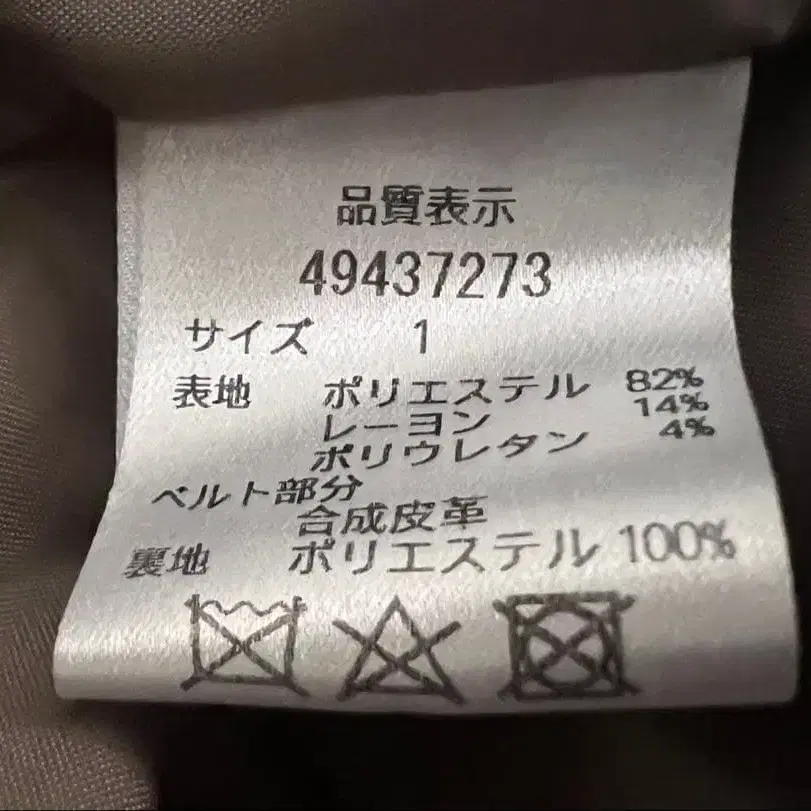 品質表示
49437273
サイズ 1
表地 ポリエステル 82%
レーヨン 14%
ポリウレタン 4%
ベルト部分
合成皮革
裏地 ポリエステル 100%